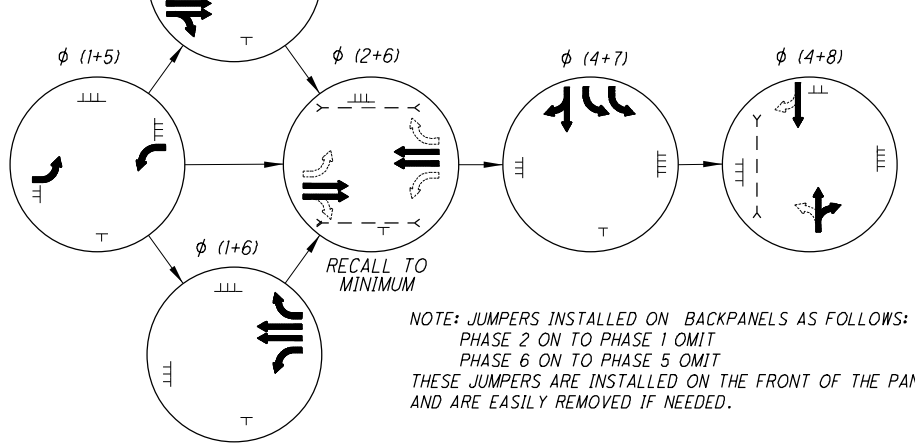 ϕ (1+5)
ϕ (2+6)
ϕ (4+7)
ϕ (4+8)
ϕ (1+6)
RECALL TO
MINIMUM
NOTE: JUMPERS INSTALLED ON BACKPANELS AS FOLLOWS:
PHASE 2 ON TO PHASE 1 OMIT
PHASE 6 ON TO PHASE 5 OMIT
THESE JUMPERS ARE INSTALLED ON THE FRONT OF THE PAN
AND ARE EASILY REMOVED IF NEEDED.